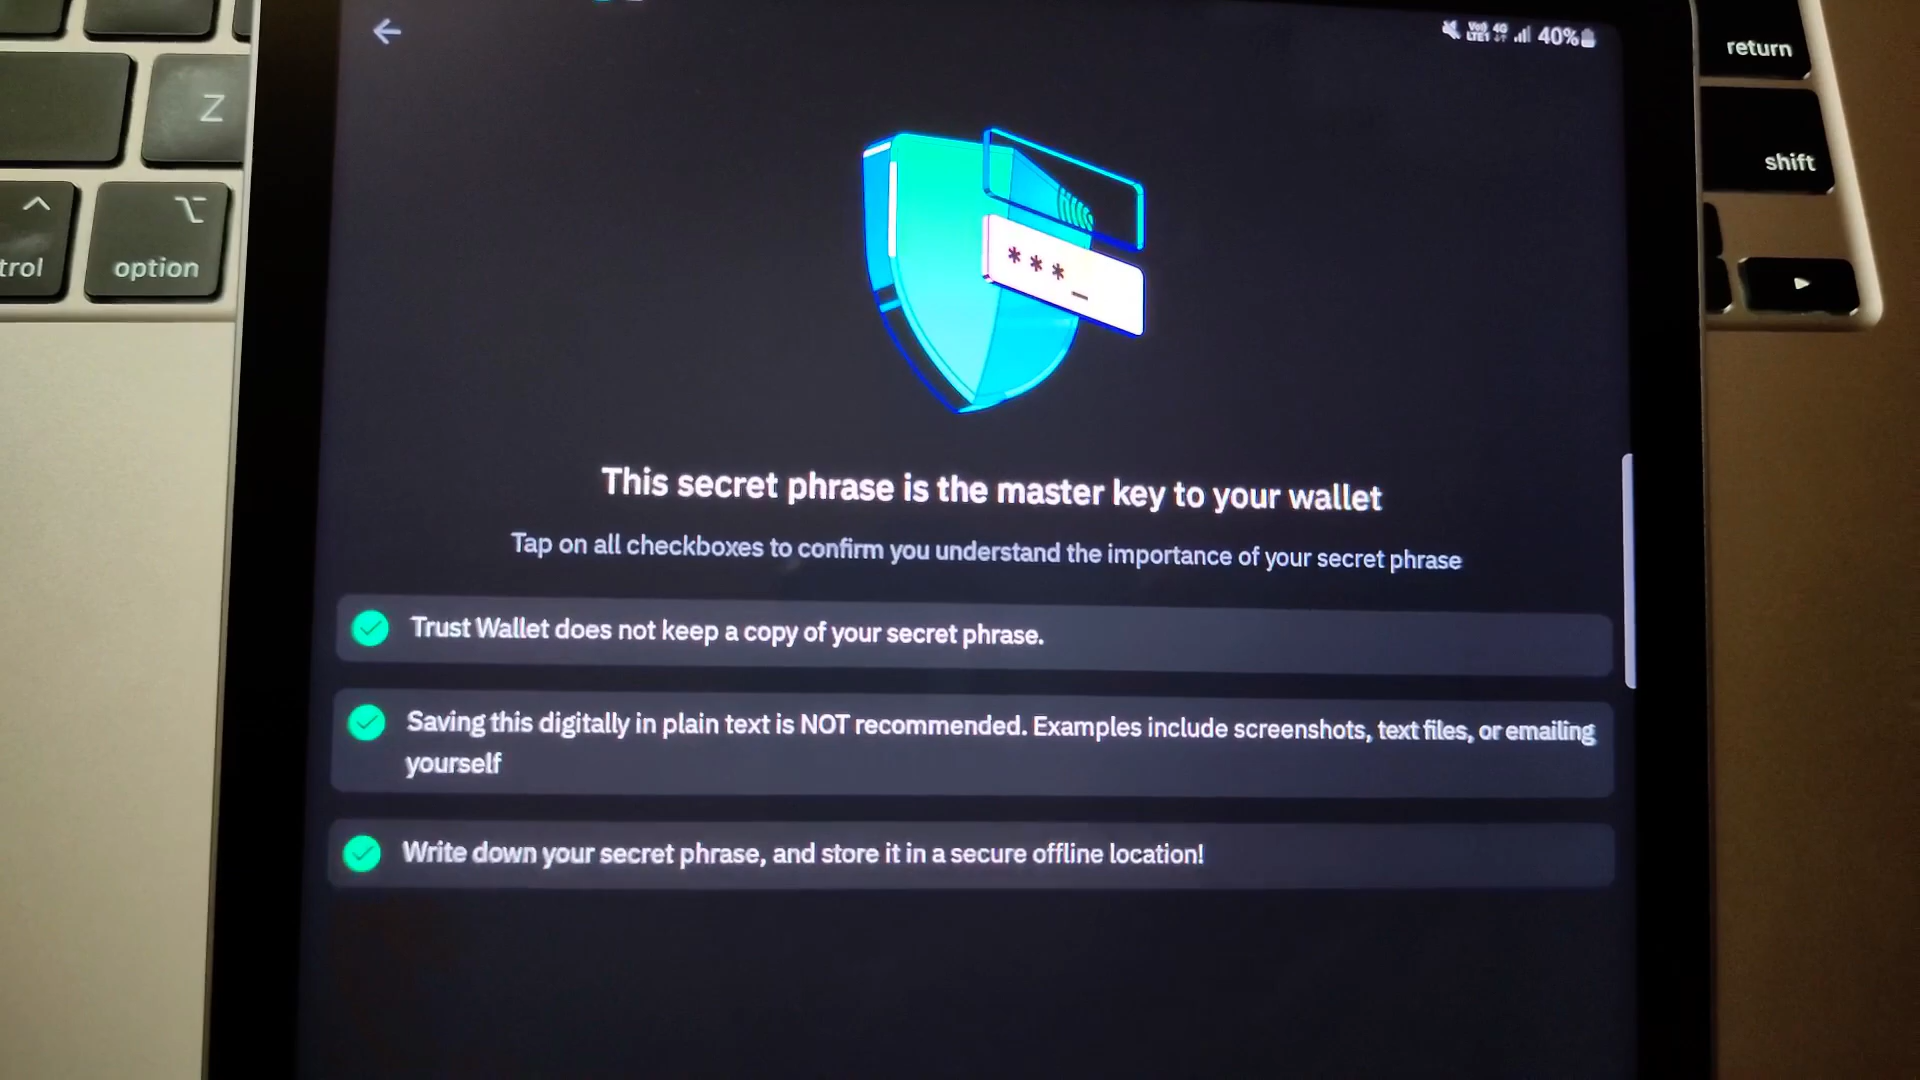 return
Vo)) 4G
LTE1 40%
Z
shift
***_
trol
option
This secret phrase is the master key to your wallet
Tap on all checkboxes to confirm you understand the importance of your secret phrase
Trust Wallet does not keep a copy of your secret phrase.
Saving this digitally in plain text is NOT recommended. Examples include screenshots, text files, or emailing
yourself
Write down your secret phrase, and store it in a secure offline location!